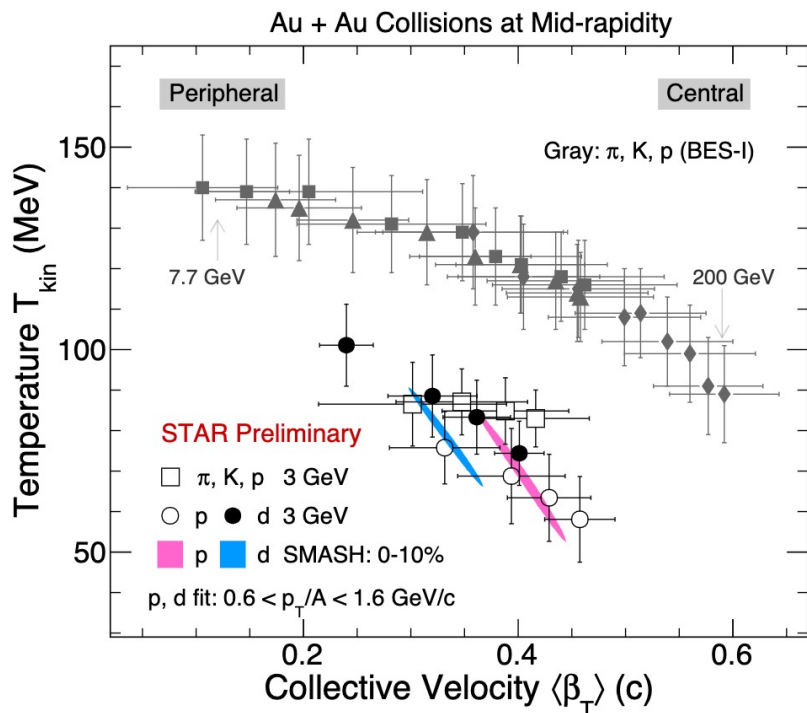 Au + Au Collisions at Mid-rapidity
Peripheral
Central
Gray: π, K, p (BES-I)
7.7 GeV
200 GeV
STAR Preliminary
π, K, p 3 GeV
p d 3 GeV
p d SMASH: 0-10%
p, d fit: 0.6 < p_T/A < 1.6 GeV/c
150
100
50
Temperature T_kin (MeV)
0.2 0.4 0.6
Collective Velocity ⟨β_T⟩ (c)